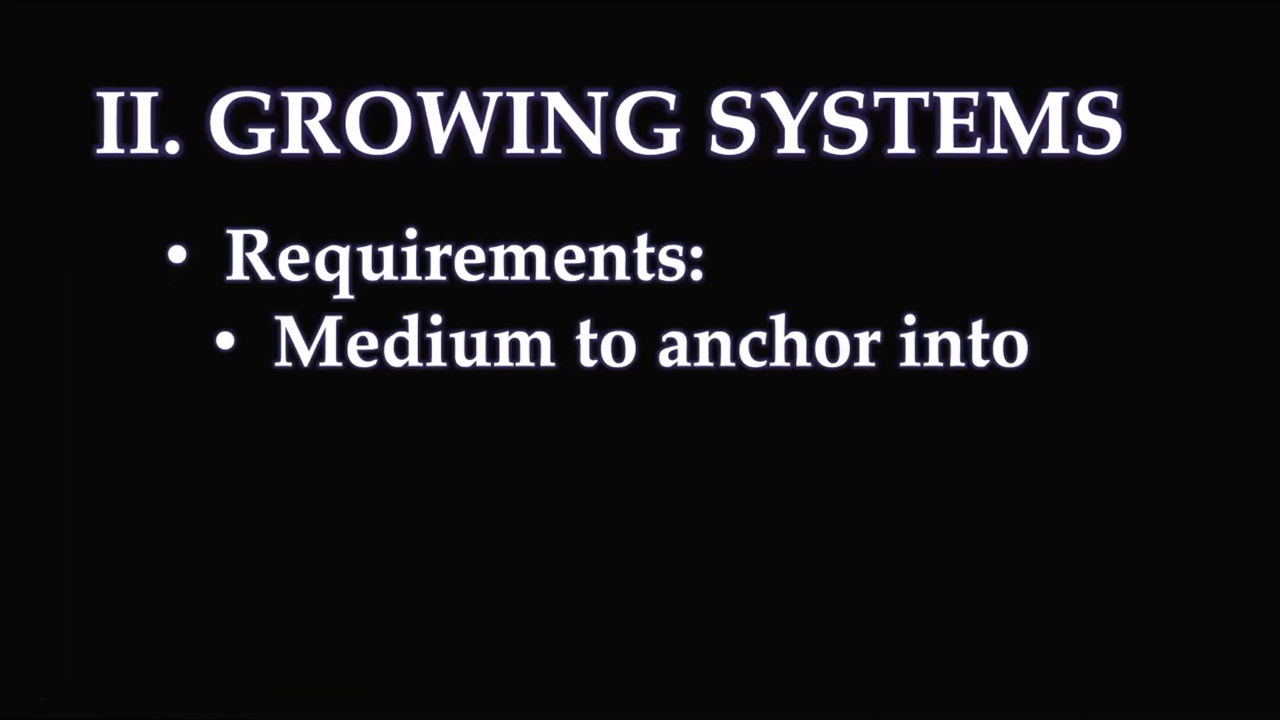 II. GROWING SYSTEMS
• Requirements:
• Medium to anchor into